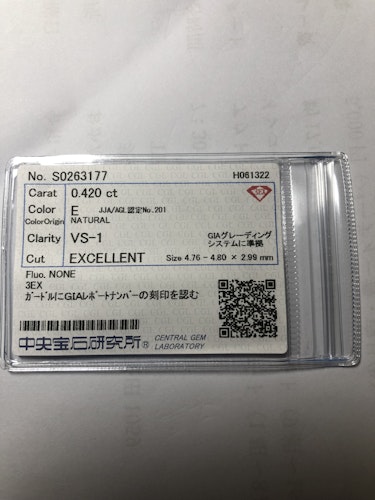 No. S0263177 H061322
Carat 0.420 ct 3EX
Color E JJA/AGL認定No.201
ColorOrigin NATURAL
Clarity VS-1 GIAグレーディング
システムに準拠
Cut EXCELLENT Size 4.76 - 4.80 × 2.99 mm
Fluo. NONE
3EX
ガードルにGIAレポートナンバーの刻印を認む
中央宝石研究所® CENTRAL GEM
LABORATORY